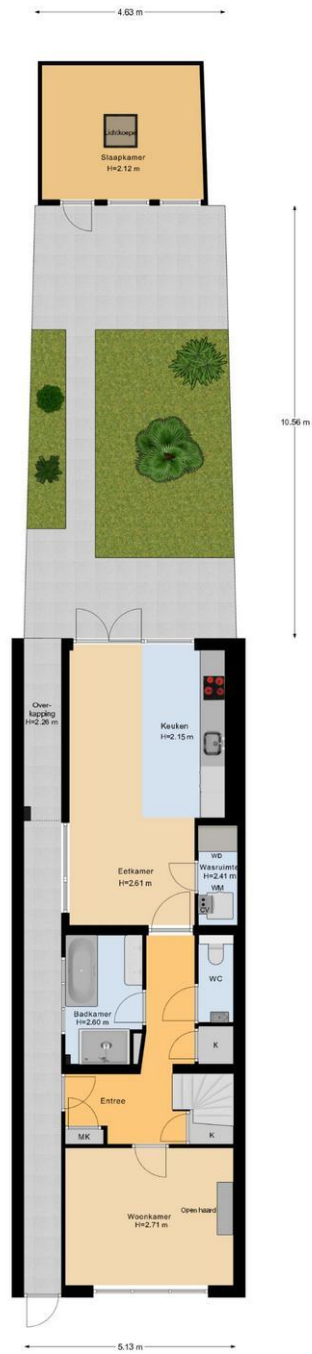 4.63 m
Lichtkoepel
Slaapkamer
H=2.12 m
10.56 m
Over-
kapping
H=2.26 m
Keuken
H=2.15 m
Eetkamer
H=2.61 m
WD
Wasruimte
H=2.41 m
WM
CV
WC
Badkamer
H=2.60 m
K
Entree
MK
K
Woonkamer
H=2.71 m
Open haard
5.13 m